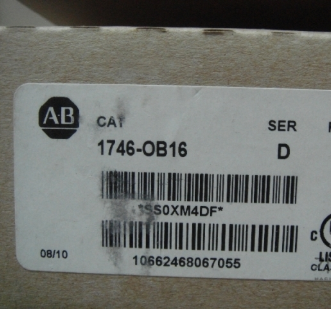 AB
CAT SER
1746-OB16 D
*SS0XM4DF*
C
08/10
10662468067055